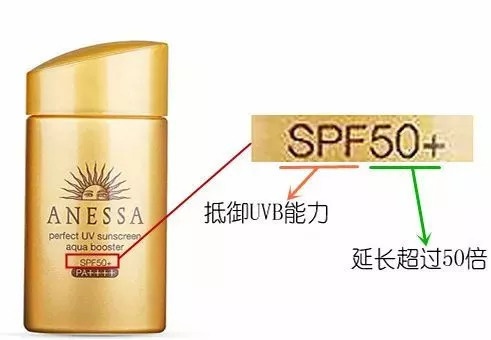 ANESSA
perfect UV sunscreen
aqua booster
SPF50+
PA++++
SPF50+
抵御UVB能力
延长超过50倍